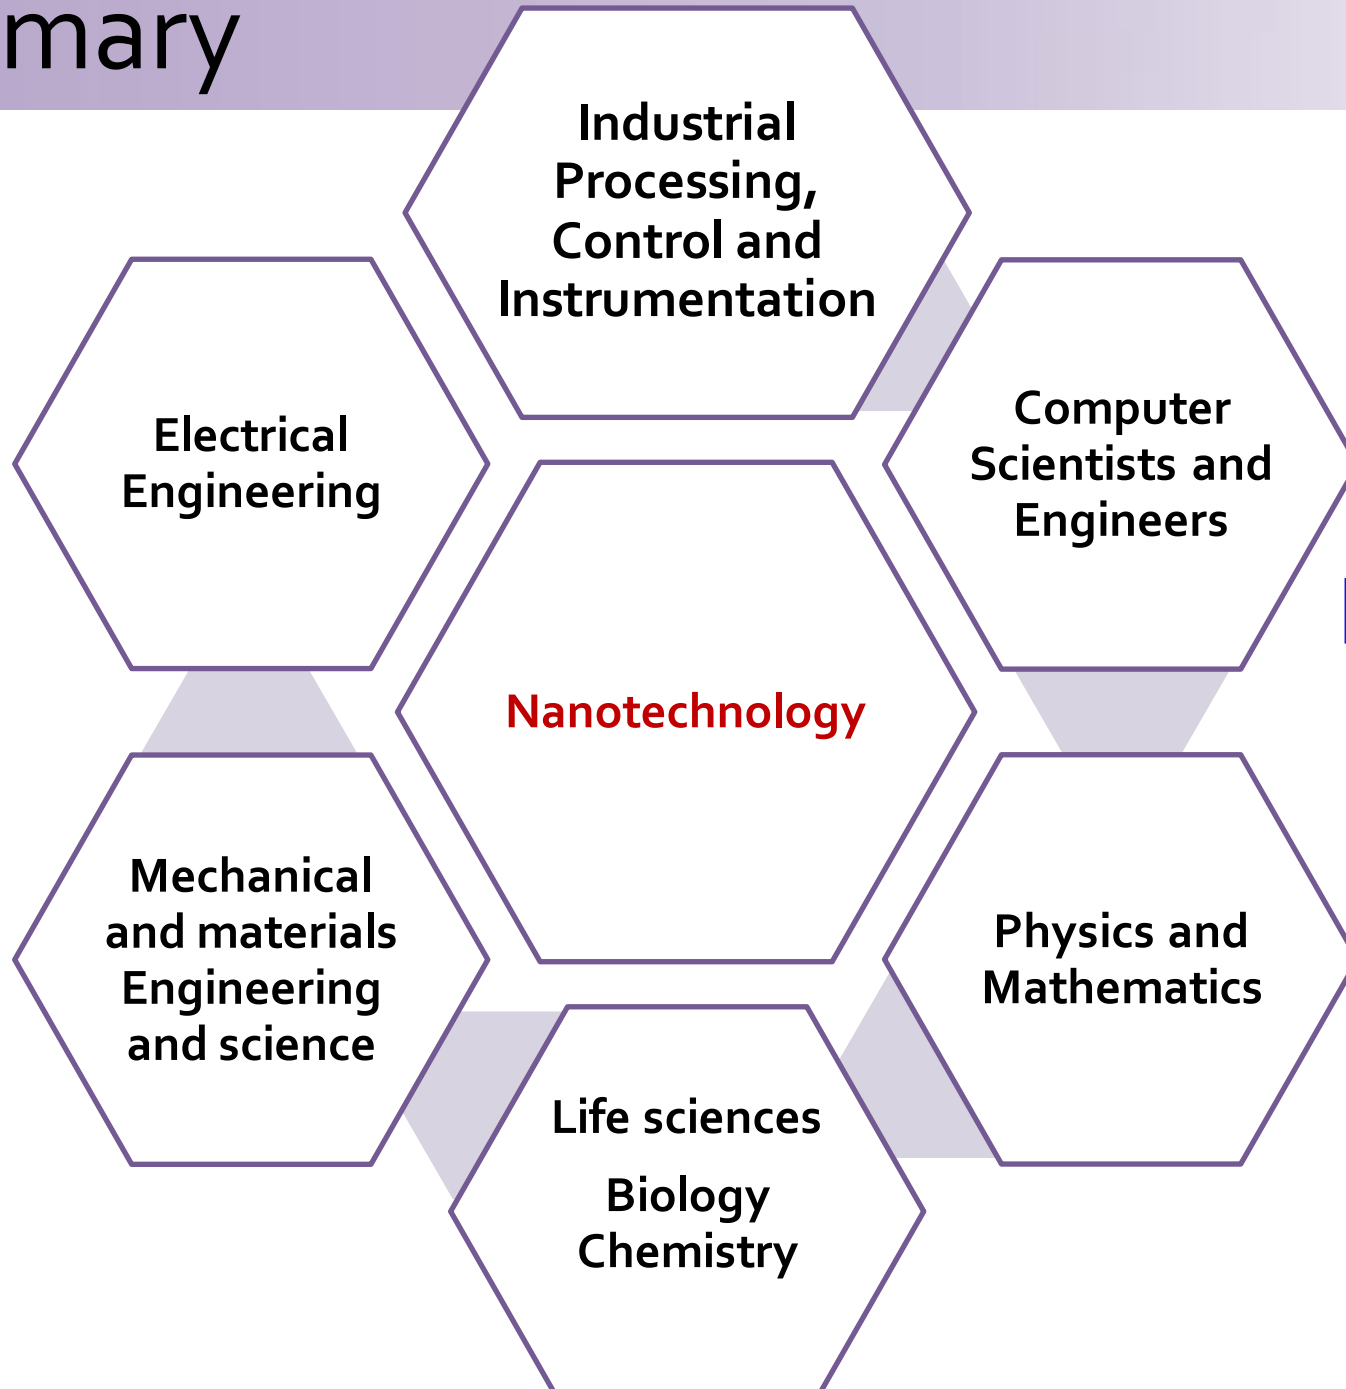 mary
Industrial
Processing,
Control and
Instrumentation
Electrical
Engineering
Computer
Scientists and
Engineers
Nanotechnology
Mechanical
and materials
Engineering
and science
Physics and
Mathematics
Life sciences
Biology
Chemistry